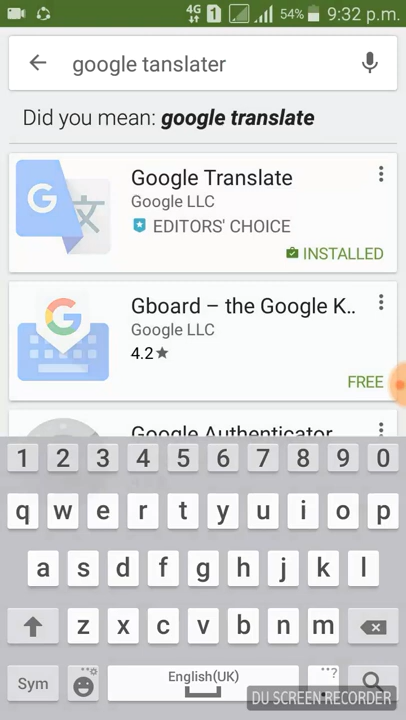 4G 1 54% 9:32 p.m.
google tanslater
Did you mean: google translate
Google Translate
Google LLC
EDITORS' CHOICE
INSTALLED
Gboard – the Google K..
Google LLC
4.2★
FREE
Google Authenticator
1 2 3 4 5 6 7 8 9 0
q w e r t y u i o p
a s d f g h j k l
z x c v b n m
Sym English(UK) ..?
DU SCREEN RECORDER